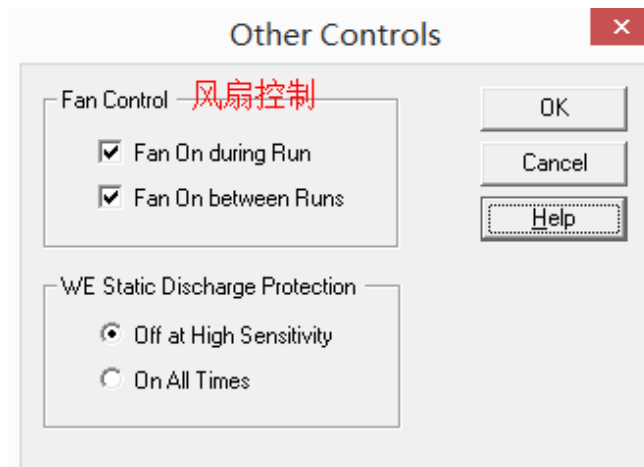 Other Controls
Fan Control 风扇控制
Fan On during Run
Fan On between Runs
WE Static Discharge Protection
Off at High Sensitivity
On All Times
OK
Cancel
Help